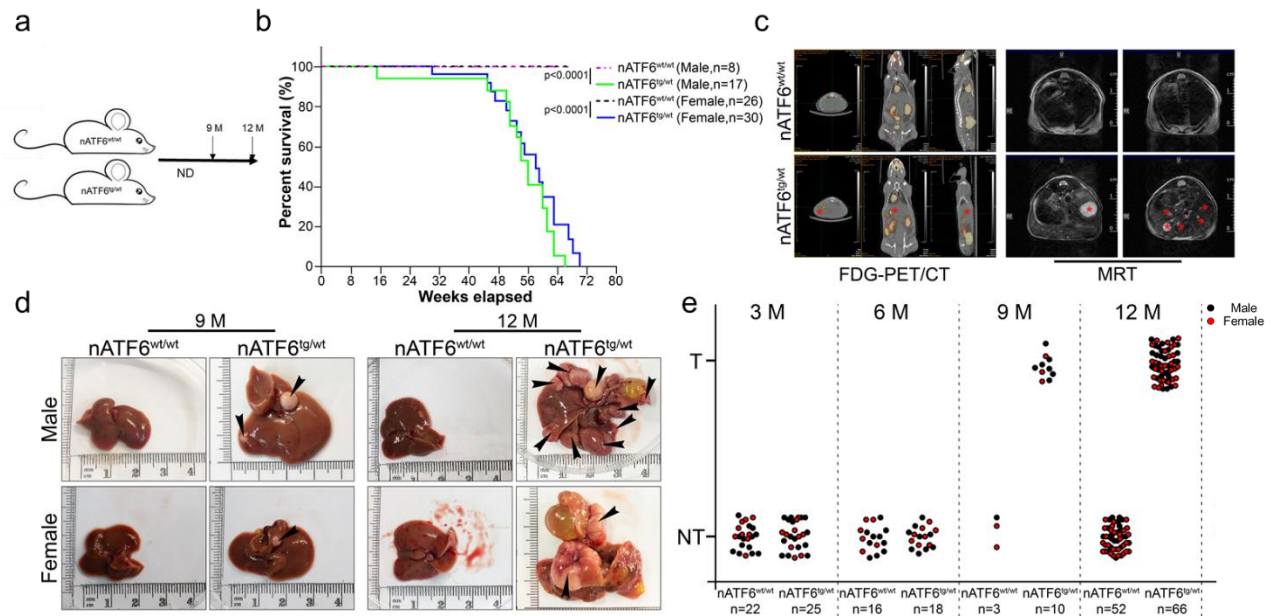 a
nATF6wt/wt
nATF6tg/wt
9 M
12 M
ND
b
Percent survival (%)
100
80
60
40
20
0
0 8 16 24 32 40 48 56 64 72 80
Weeks elapsed
p<0.0001
p<0.0001
nATF6wt/wt (Male,n=8)
nATF6tg/wt (Male,n=17)
nATF6wt/wt (Female,n=26)
nATF6tg/wt (Female,n=30)
c
nATF6wt/wt
nATF6tg/wt
FDG-PET/CT
MRT
d
9 M
12 M
nATF6wt/wt nATF6tg/wt nATF6wt/wt nATF6tg/wt
Male
Female
e
3 M 6 M 9 M 12 M
Male
Female
T
NT
nATF6wt/wt nATF6tg/wt nATF6wt/wt nATF6tg/wt nATF6wt/wt nATF6tg/wt nATF6wt/wt nATF6tg/wt
n=22 n=25 n=16 n=18 n=3 n=10 n=52 n=66